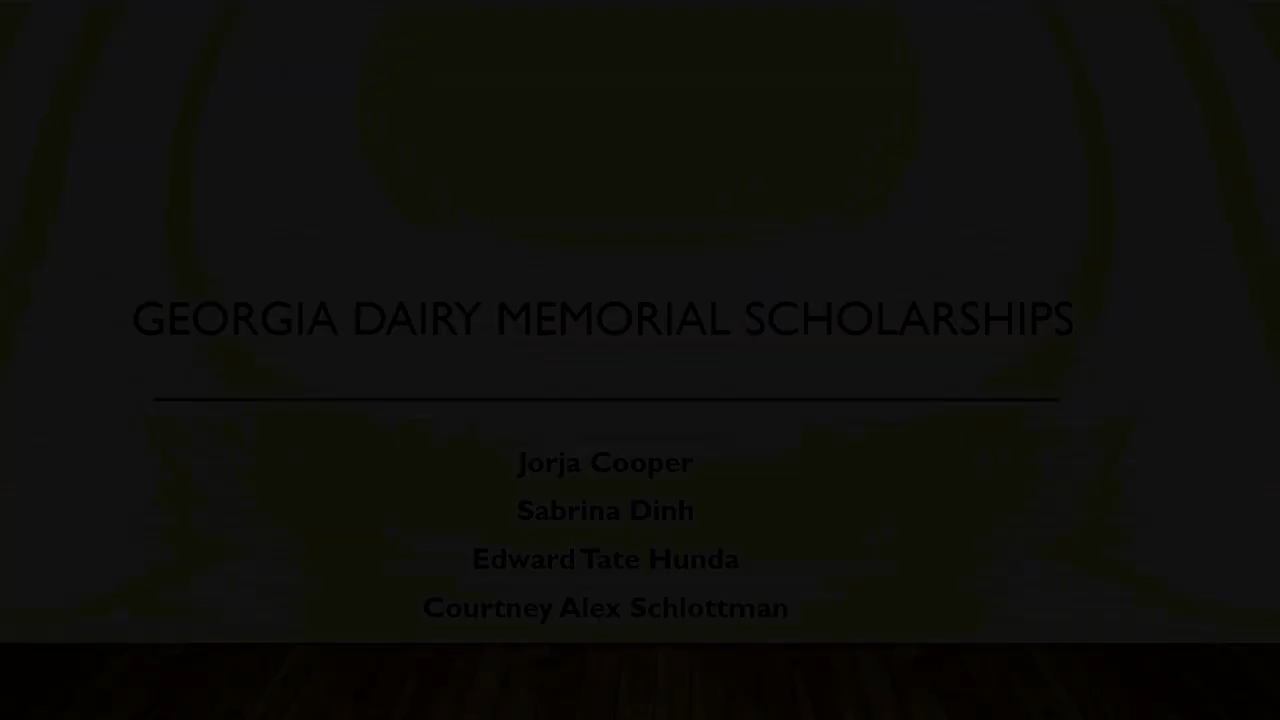 GEORGIA DAIRY MEMORIAL SCHOLARSHIPS
Jorja Cooper
Sabrina Dinh
Edward Tate Hunda
Courtney Alex Schlottman